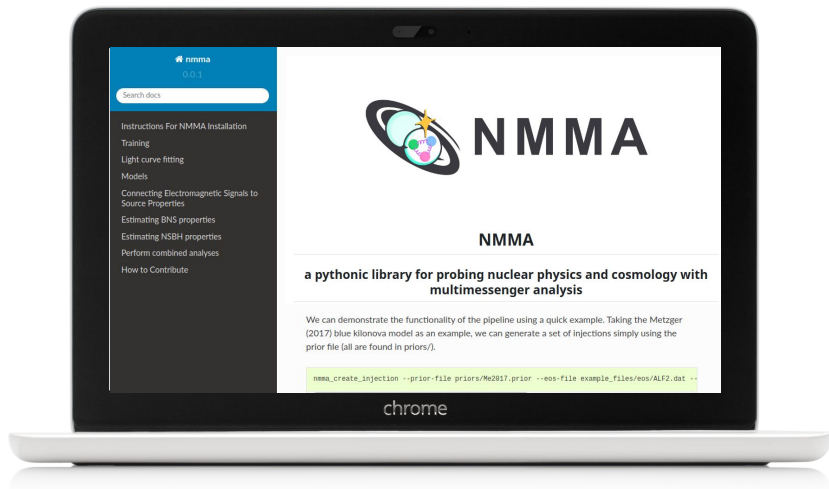 nmma
0.0.1
Search docs
Instructions For NMMA Installation
Training
Light curve fitting
Models
Connecting Electromagnetic Signals to
Source Properties
Estimating BNS properties
Estimating NSBH properties
Perform combined analyses
How to Contribute
NMMA
NMMA
a pythonic library for probing nuclear physics and cosmology with
multimessenger analysis
We can demonstrate the functionality of the pipeline using a quick example. Taking the Metzger
(2017) blue kilonova model as an example, we can generate a set of injections simply using the
prior file (all are found in priors/).
nmma_create_injection --prior-file priors/Me2017.prior --eos-file example_files/eos/ALF2.dat --
chrome